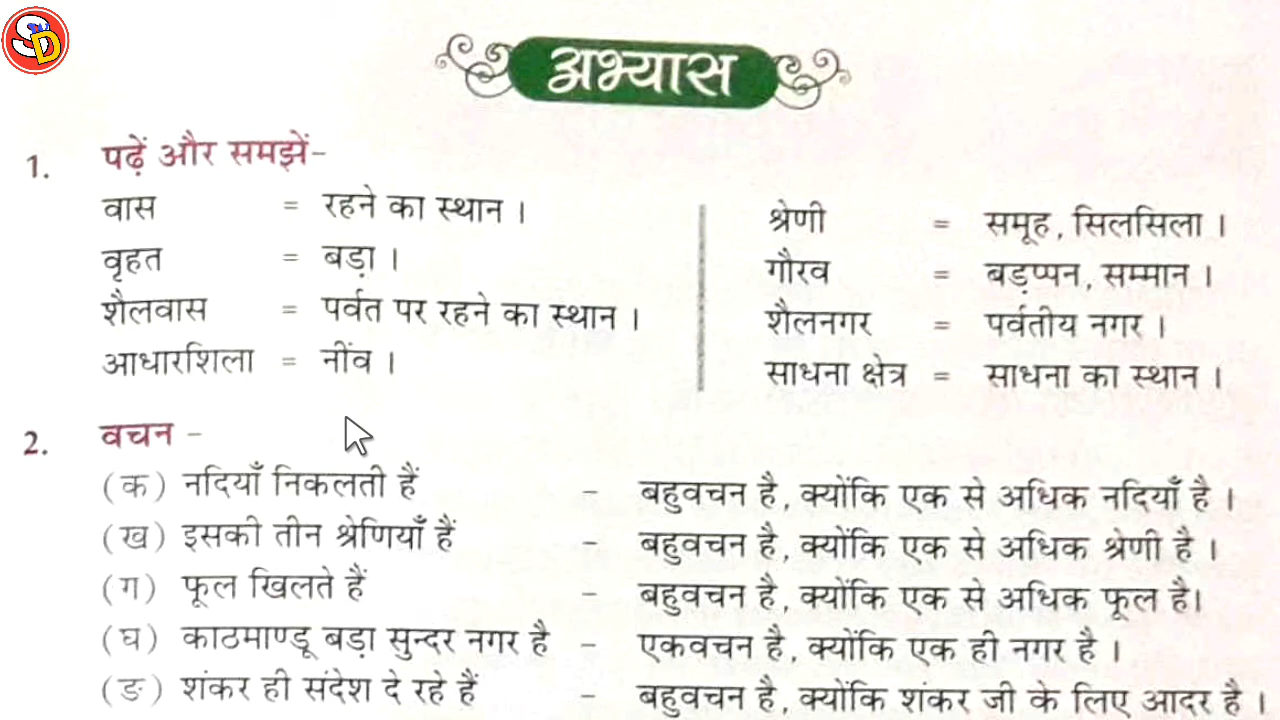 SD
अभ्यास
1. पढ़ें और समझें-
वास = रहने का स्थान ।
वृहत = बड़ा ।
शैलवास = पर्वत पर रहने का स्थान ।
आधारशिला = नींव ।
श्रेणी = समूह, सिलसिला ।
गौरव = बड़प्पन, सम्मान ।
शैलनगर = पर्वतीय नगर ।
साधना क्षेत्र = साधना का स्थान ।
2. वचन -
(क) नदियाँ निकलती हैं - बहुवचन है, क्योंकि एक से अधिक नदियाँ है ।
(ख) इसकी तीन श्रेणियाँ हैं - बहुवचन है, क्योंकि एक से अधिक श्रेणी है ।
(ग) फूल खिलते हैं - बहुवचन है, क्योंकि एक से अधिक फूल है।
(घ) काठमाण्डू बड़ा सुन्दर नगर है - एकवचन है, क्योंकि एक ही नगर है ।
(ङ) शंकर ही संदेश दे रहे हैं - बहुवचन है, क्योंकि शंकर जी के लिए आदर है ।